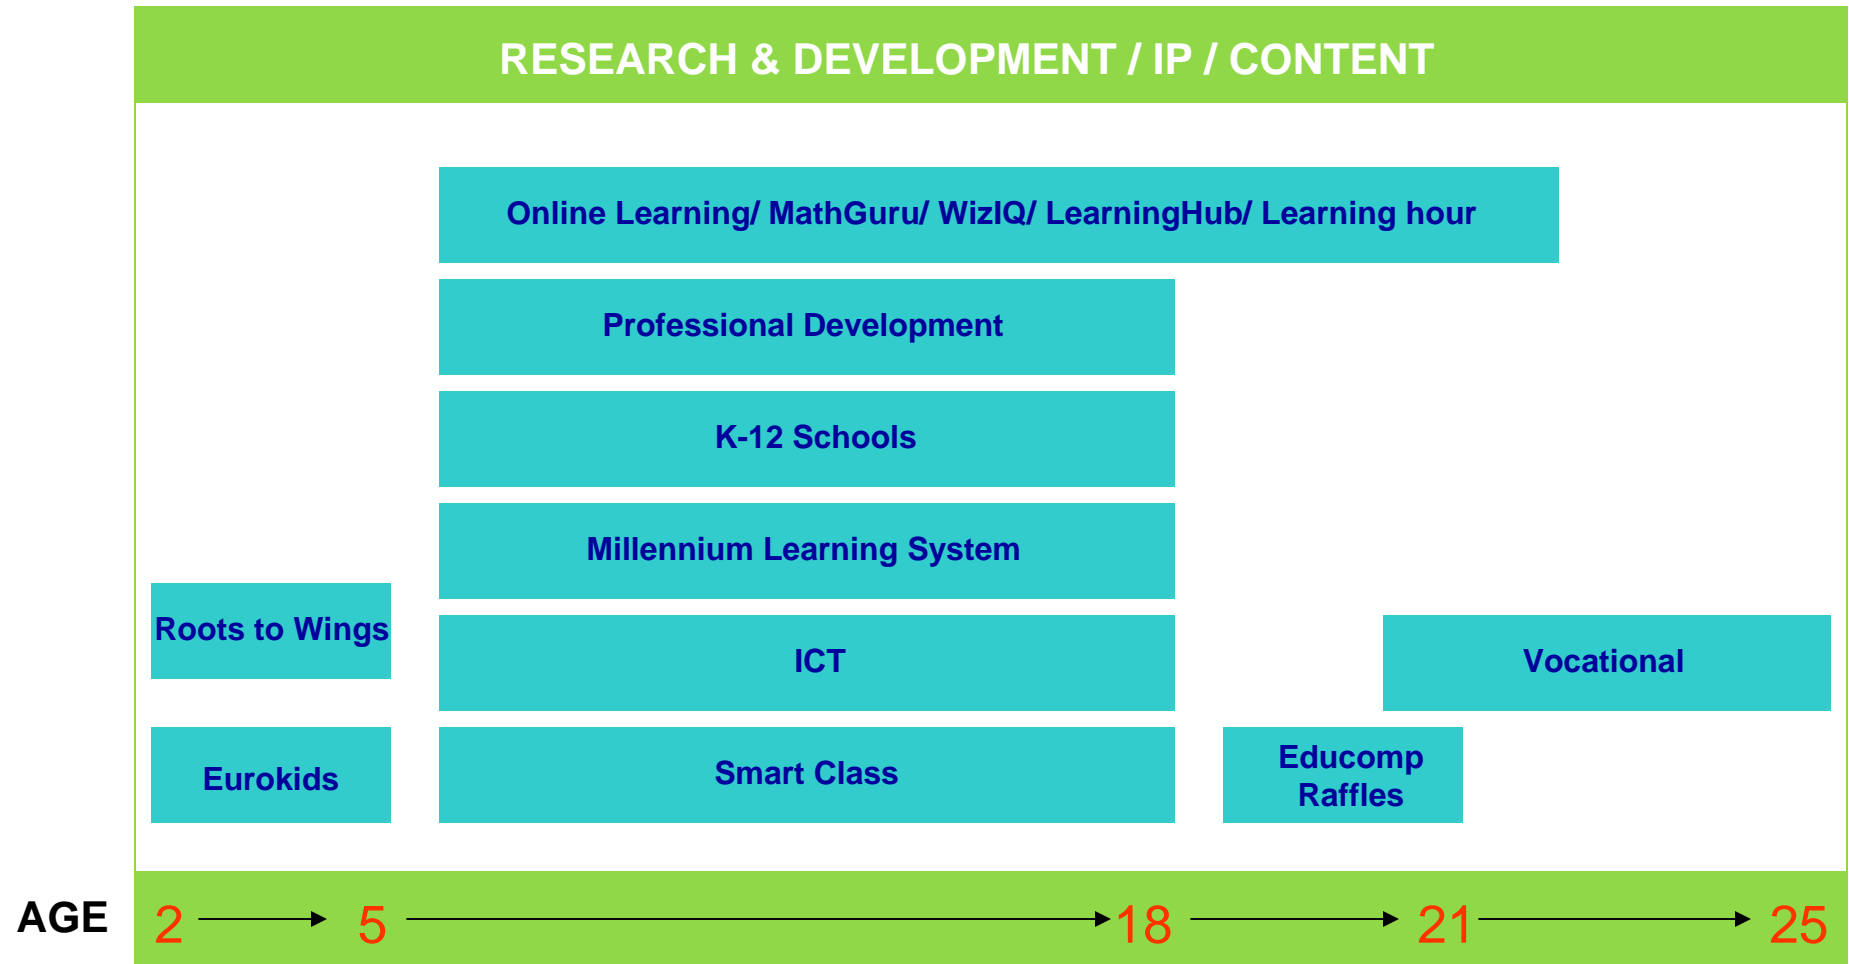 RESEARCH & DEVELOPMENT / IP / CONTENT
Online Learning/ MathGuru/ WizIQ/ LearningHub/ Learning hour
Professional Development
K-12 Schools
Millennium Learning System
Roots to Wings
ICT
Vocational
Eurokids
Smart Class
Educomp
Raffles
AGE 2 5 18 21 25